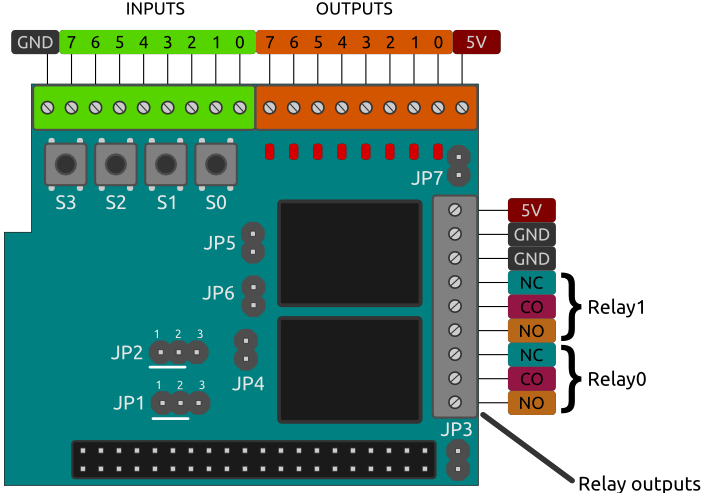 INPUTS OUTPUTS
GND 7 6 5 4 3 2 1 0 7 6 5 4 3 2 1 0 5V
JP7
S3 S2 S1 S0
5V
GND
JP5
GND
NC
JP6
CO
Relay1
1 2 3
NO
JP2
NC
JP4
1 2 3
CO
Relay0
JP1
NO
JP3
Relay outputs